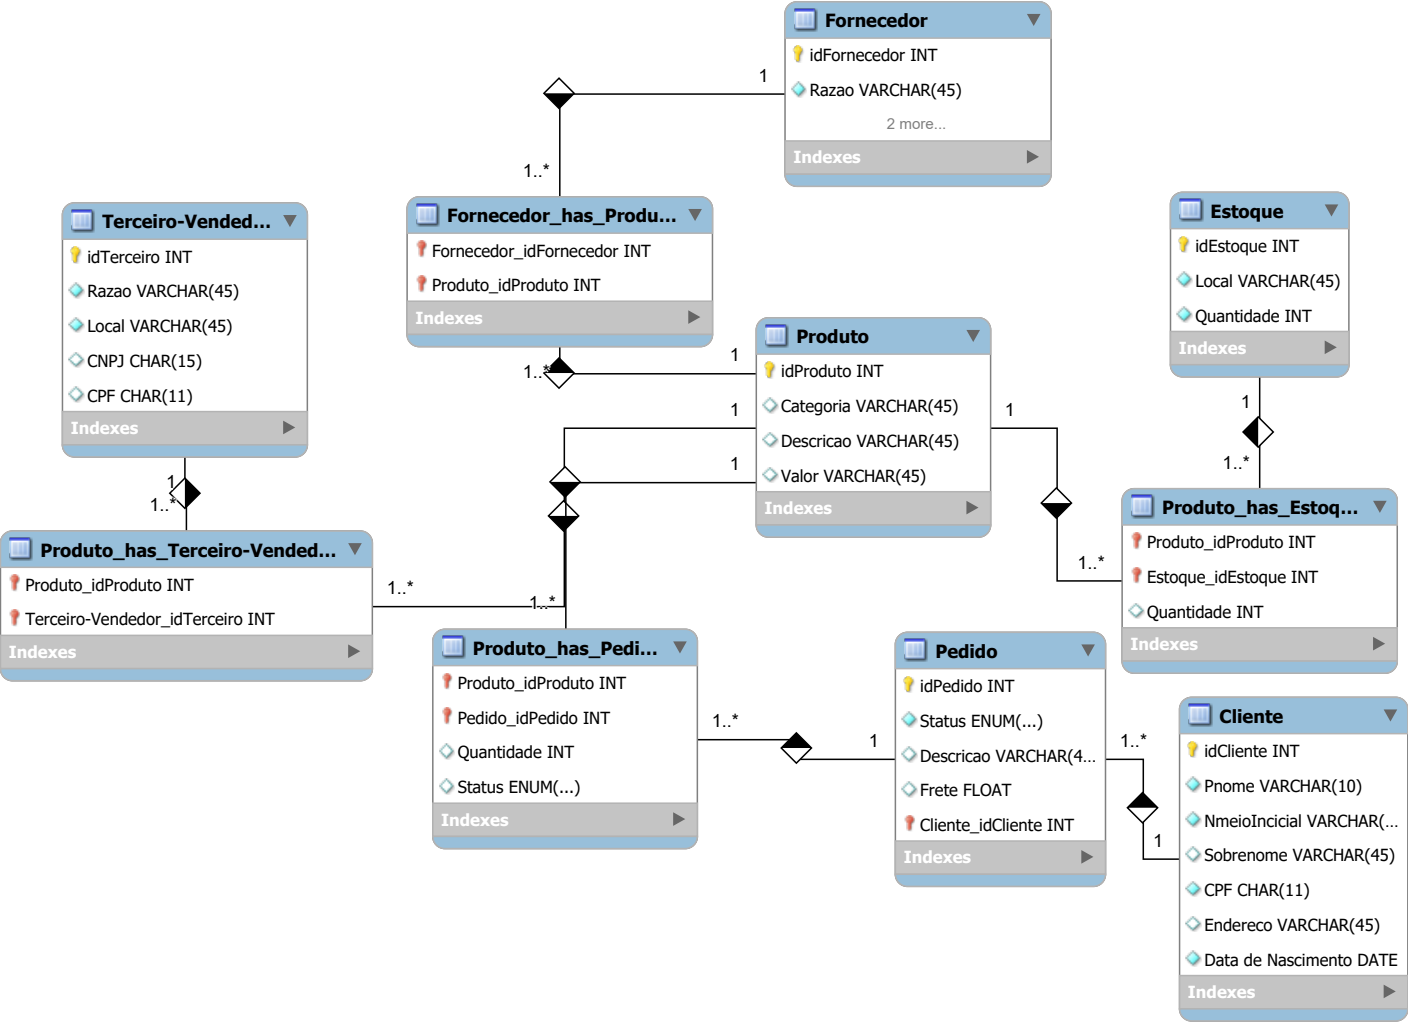 Fornecedor
idFornecedor INT
Razao VARCHAR(45)
2 more...
Indexes
1
1..*
Fornecedor_has_Produ...
Fornecedor_idFornecedor INT
Produto_idProduto INT
Indexes
1..*
1
Terceiro-Vended...
idTerceiro INT
Razao VARCHAR(45)
Local VARCHAR(45)
CNPJ CHAR(15)
CPF CHAR(11)
Indexes
1
1..*
Produto_has_Terceiro-Vended...
Produto_idProduto INT
Terceiro-Vendedor_idTerceiro INT
Indexes
1..*
1
Produto
idProduto INT
Categoria VARCHAR(45)
Descricao VARCHAR(45)
Valor VARCHAR(45)
Indexes
1
1
1..*
Estoque
idEstoque INT
Local VARCHAR(45)
Quantidade INT
Indexes
1
1..*
Produto_has_Estoq...
Produto_idProduto INT
Estoque_idEstoque INT
Quantidade INT
Indexes
1..*
Produto_has_Pedi...
Produto_idProduto INT
Pedido_idPedido INT
Quantidade INT
Status ENUM(...)
Indexes
1..*
1
Pedido
idPedido INT
Status ENUM(...)
Descricao VARCHAR(4...
Frete FLOAT
Cliente_idCliente INT
Indexes
1..*
1
Cliente
idCliente INT
Pnome VARCHAR(10)
NmeioIncicial VARCHAR(...
Sobrenome VARCHAR(45)
CPF CHAR(11)
Endereco VARCHAR(45)
Data de Nascimento DATE
Indexes